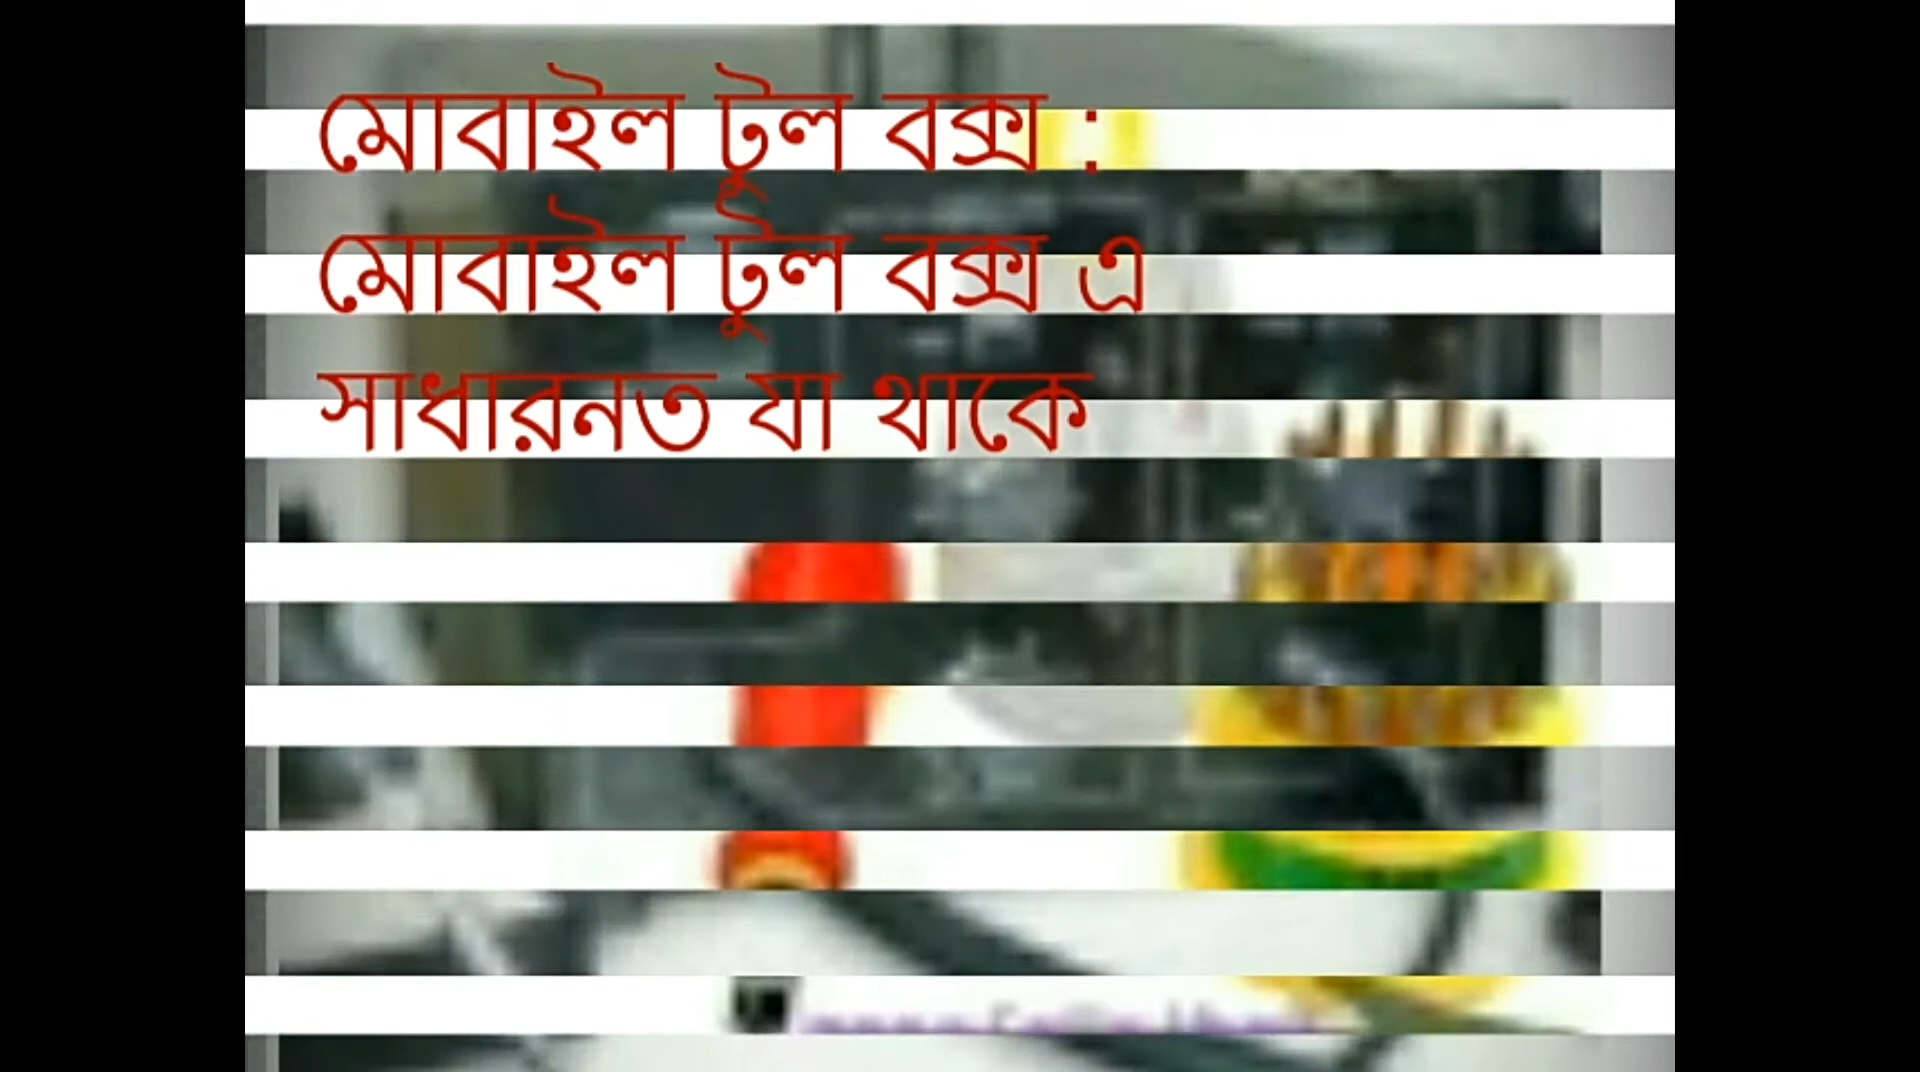 মোবাইল টুল বক্স :
মোবাইল টুল বক্স এ
সাধারনত যা থাকে